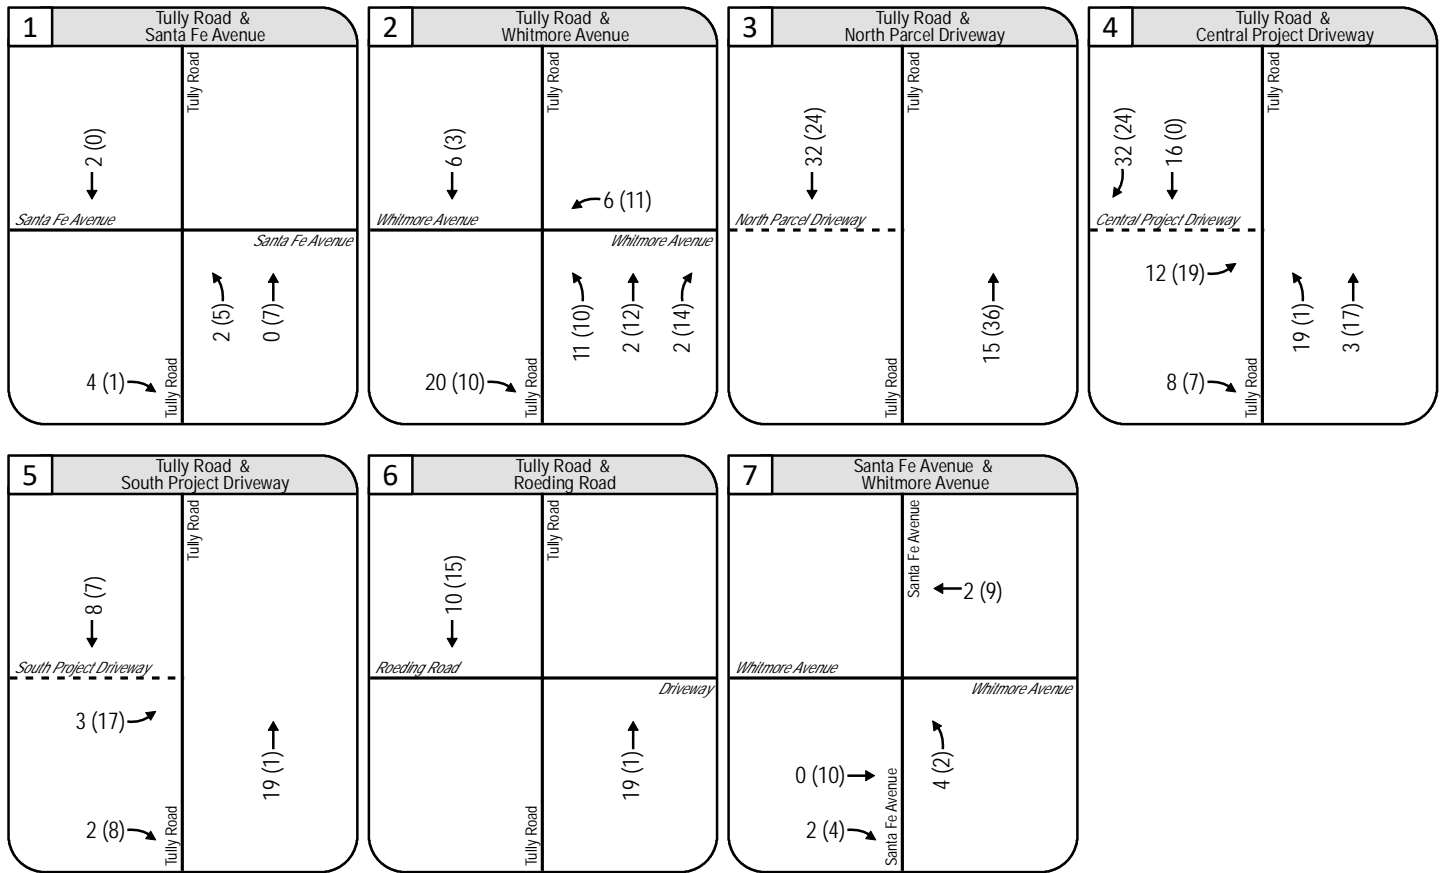 1
Tully Road &
Santa Fe Avenue
Tully Road
2 (0)
Santa Fe Avenue
Santa Fe Avenue
2 (5)
0 (7)
4 (1)
Tully Road
2
Tully Road &
Whitmore Avenue
Tully Road
6 (3)
6 (11)
Whitmore Avenue
Whitmore Avenue
11 (10)
2 (12)
2 (14)
20 (10)
Tully Road
3
Tully Road &
North Parcel Driveway
Tully Road
32 (24)
North Parcel Driveway
15 (36)
4
Tully Road &
Central Project Driveway
Tully Road
32 (24)
16 (0)
Central Project Driveway
12 (19)
19 (1)
3 (17)
8 (7)
Tully Road
5
Tully Road &
South Project Driveway
Tully Road
8 (7)
South Project Driveway
3 (17)
19 (1)
2 (8)
Tully Road
6
Tully Road &
Roeding Road
Tully Road
10 (15)
Roeding Road
Driveway
19 (1)
Tully Road
7
Santa Fe Avenue &
Whitmore Avenue
Santa Fe Avenue
2 (9)
Whitmore Avenue
Whitmore Avenue
4 (2)
0 (10)
2 (4)
Santa Fe Avenue